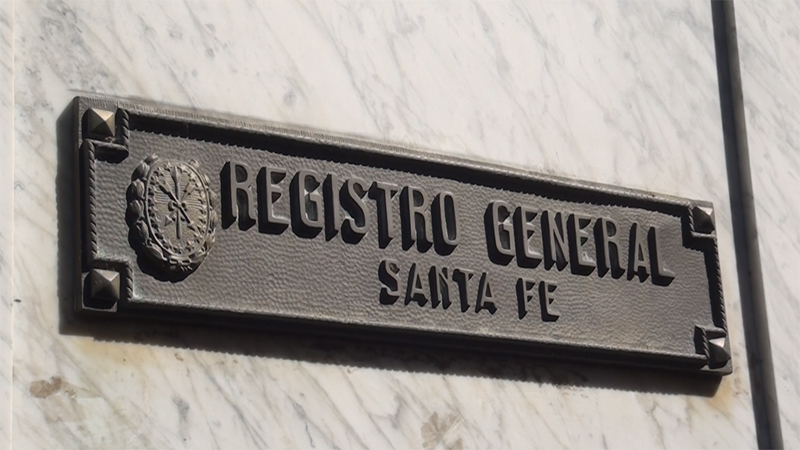 REGISTRO GENERAL
SANTA FE